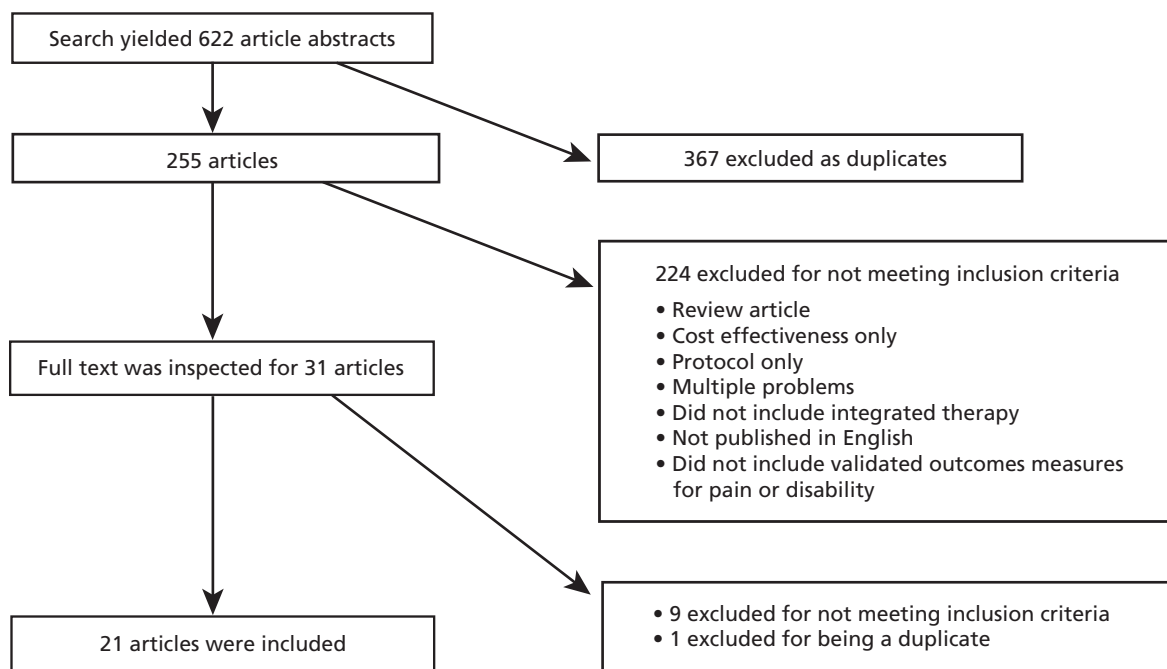 Search yielded 622 article abstracts
255 articles
367 excluded as duplicates
224 excluded for not meeting inclusion criteria
• Review article
• Cost effectiveness only
• Protocol only
• Multiple problems
• Did not include integrated therapy
• Not published in English
• Did not include validated outcomes measures
for pain or disability
Full text was inspected for 31 articles
• 9 excluded for not meeting inclusion criteria
• 1 excluded for being a duplicate
21 articles were included